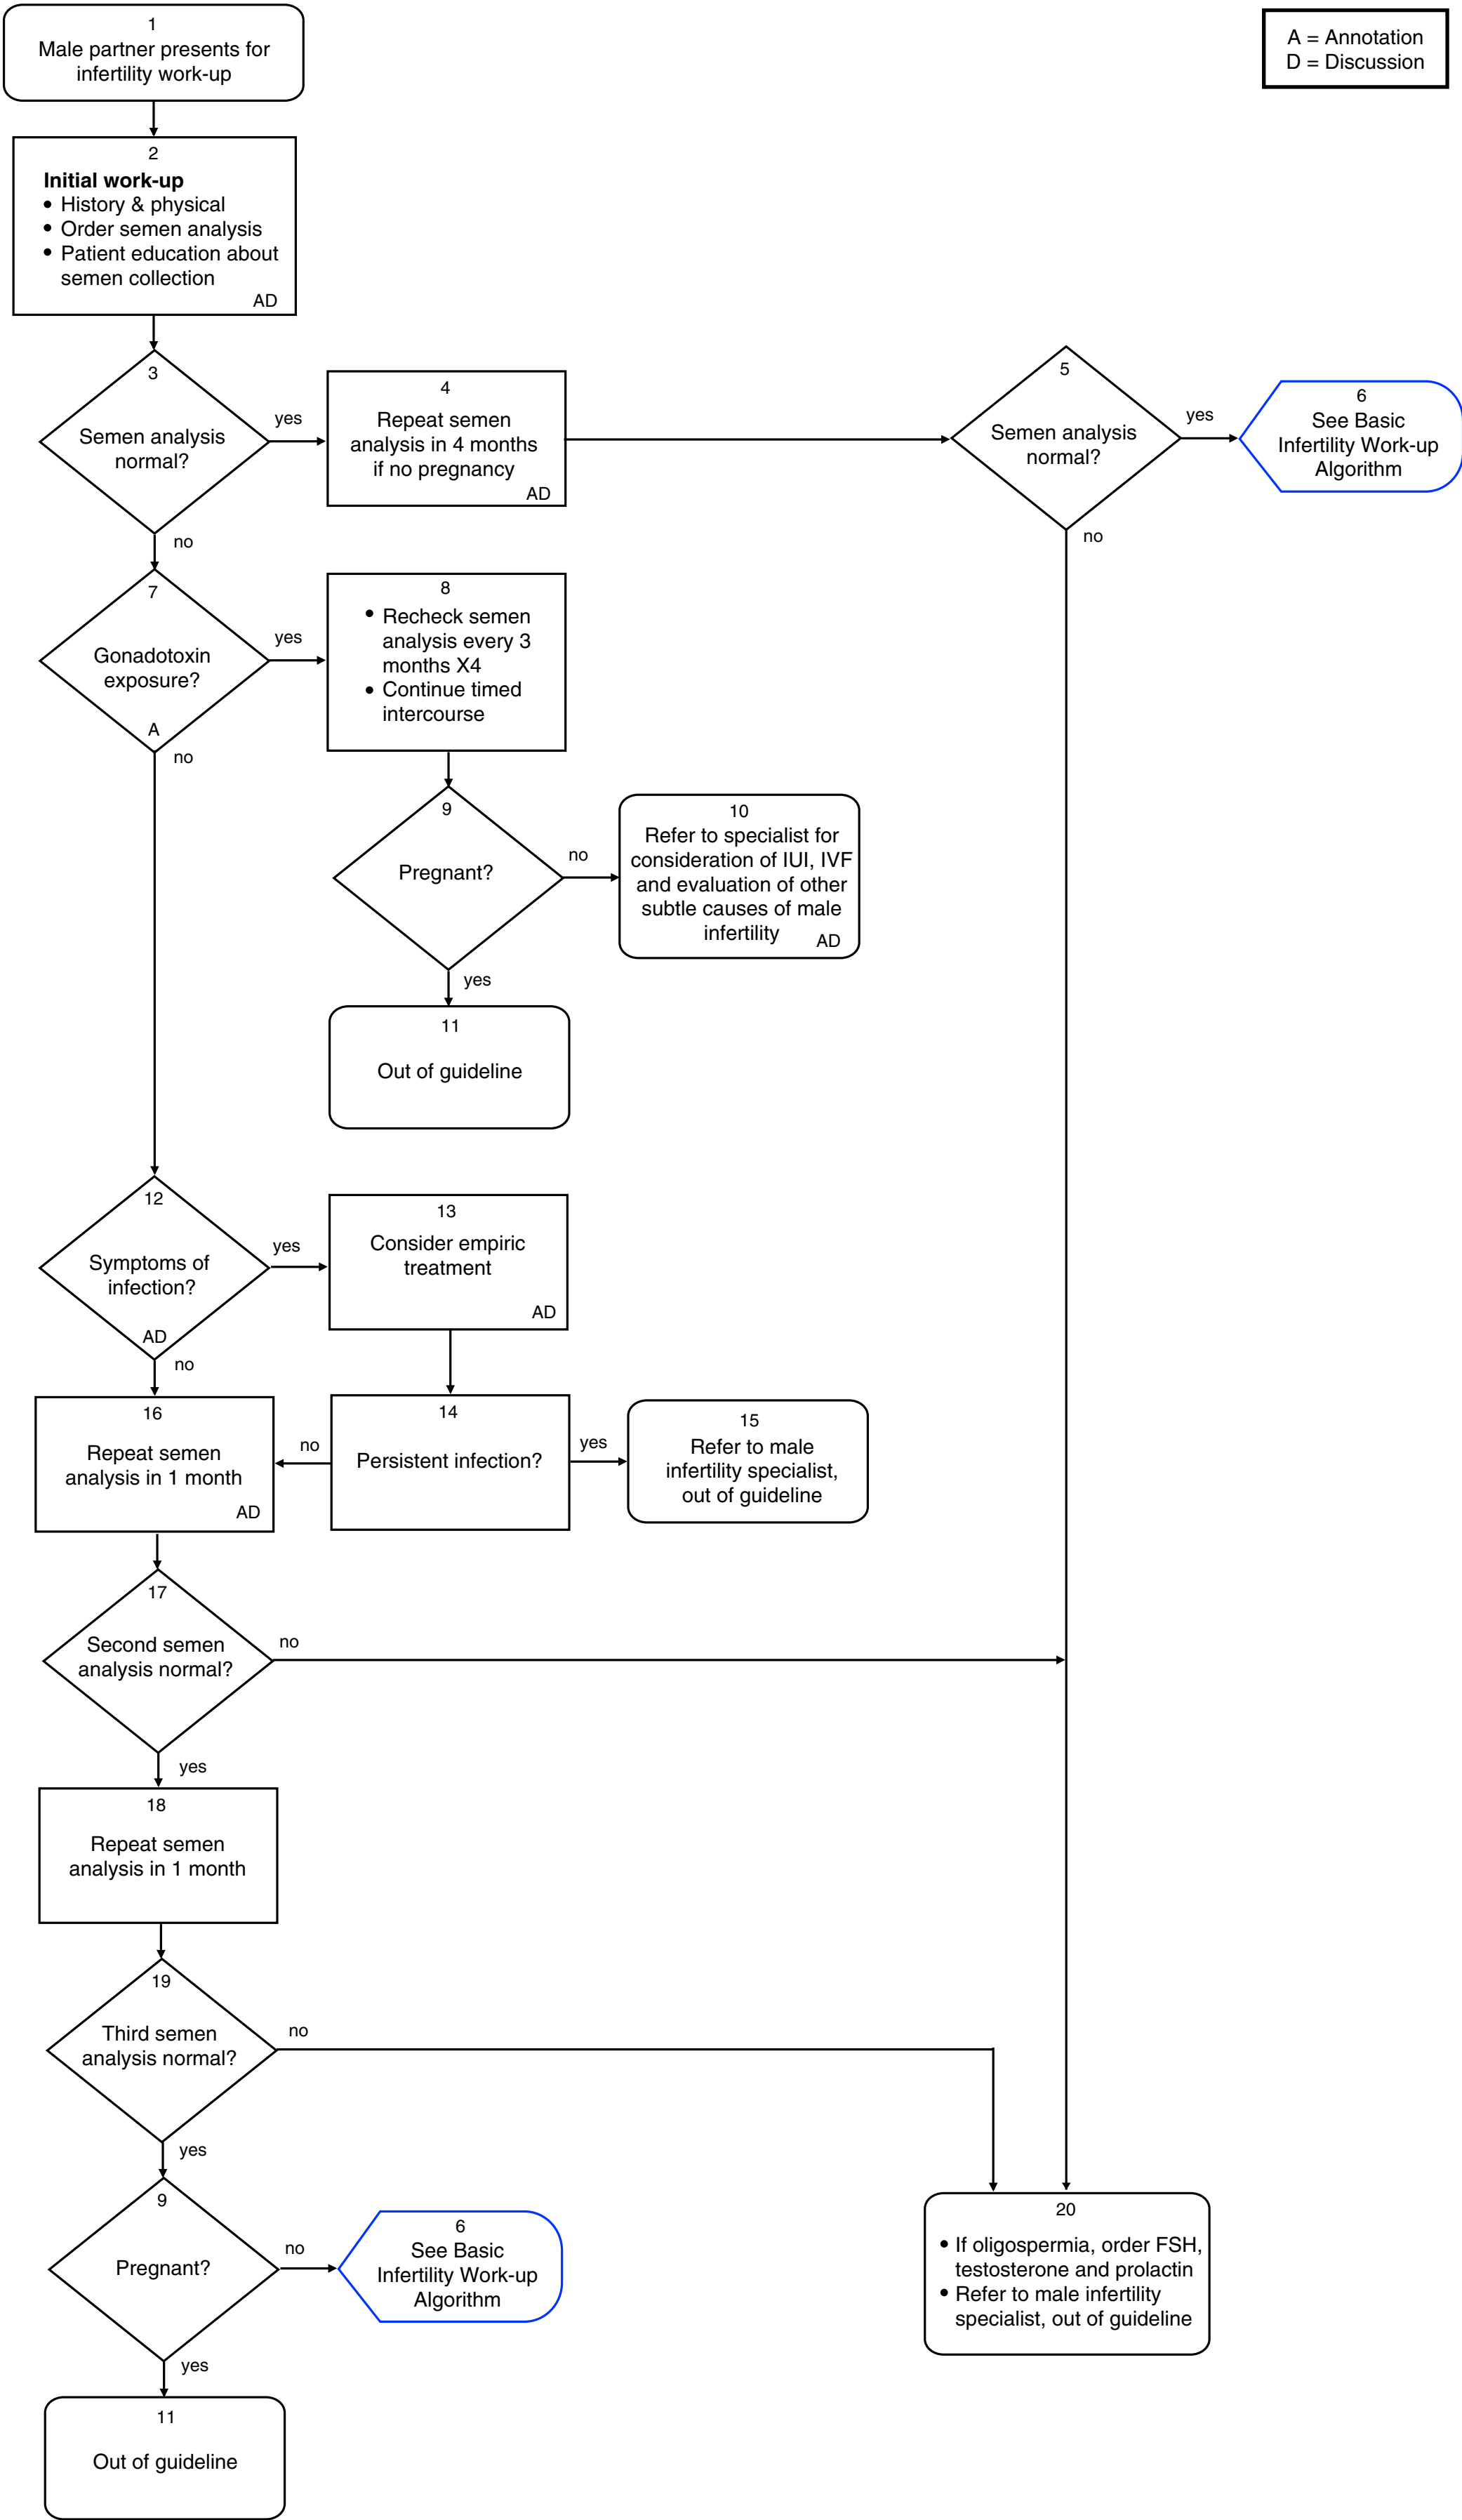 1
Male partner presents for
infertility work-up
A = Annotation
D = Discussion
2
Initial work-up
• History & physical
• Order semen analysis
• Patient education about
semen collection
AD
3
Semen analysis
normal?
yes
no
4
Repeat semen
analysis in 4 months
if no pregnancy
AD
5
Semen analysis
normal?
yes
no
6
See Basic
Infertility Work-up
Algorithm
7
Gonadotoxin
exposure?
A
yes
no
8
• Recheck semen
analysis every 3
months X4
• Continue timed
intercourse
9
Pregnant?
no
yes
10
Refer to specialist for
consideration of IUI, IVF
and evaluation of other
subtle causes of male
infertility
AD
11
Out of guideline
12
Symptoms of
infection?
AD
yes
no
13
Consider empiric
treatment
AD
14
Persistent infection?
no
yes
15
Refer to male
infertility specialist,
out of guideline
16
Repeat semen
analysis in 1 month
AD
17
Second semen
analysis normal?
no
yes
18
Repeat semen
analysis in 1 month
19
Third semen
analysis normal?
no
yes
9
Pregnant?
no
yes
6
See Basic
Infertility Work-up
Algorithm
20
• If oligospermia, order FSH,
testosterone and prolactin
• Refer to male infertility
specialist, out of guideline
11
Out of guideline